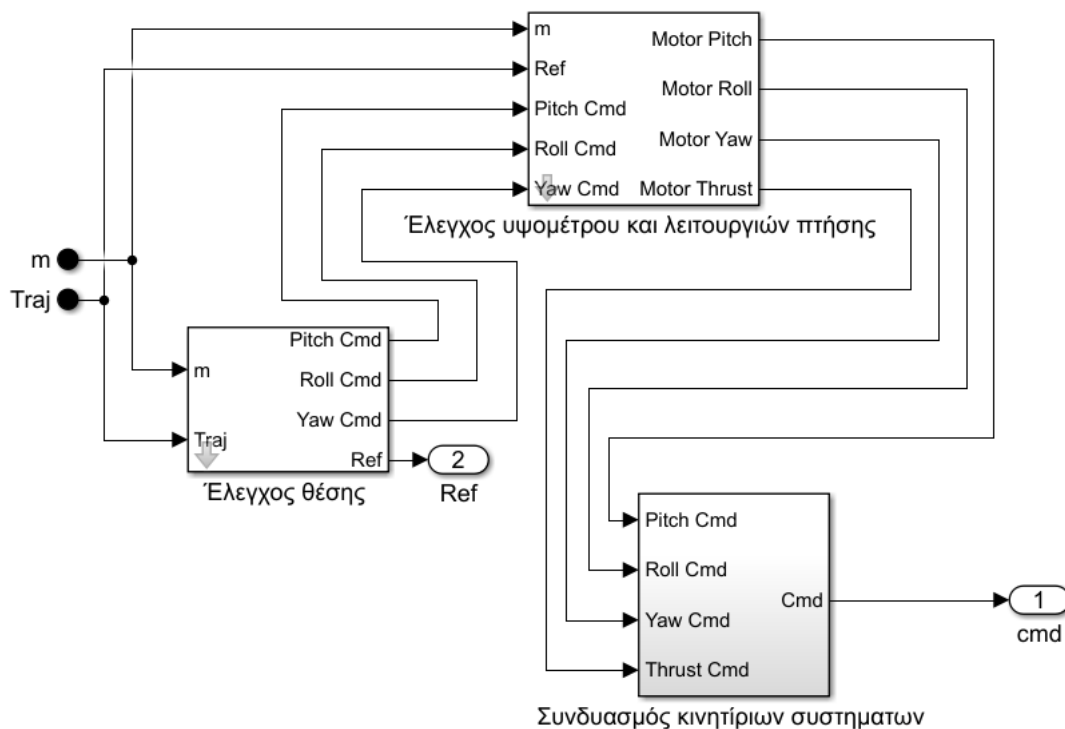 m
Ref
Pitch Cmd
Roll Cmd
Yaw Cmd
Motor Pitch
Motor Roll
Motor Yaw
Motor Thrust
Έλεγχος υψομέτρου και λειτουργιών πτήσης
m
Traj
m
Traj
Pitch Cmd
Roll Cmd
Yaw Cmd
Ref
Έλεγχος θέσης
2
Ref
Pitch Cmd
Roll Cmd
Yaw Cmd
Thrust Cmd
Cmd
Συνδυασμός κινητίριων συστηματων
1
cmd